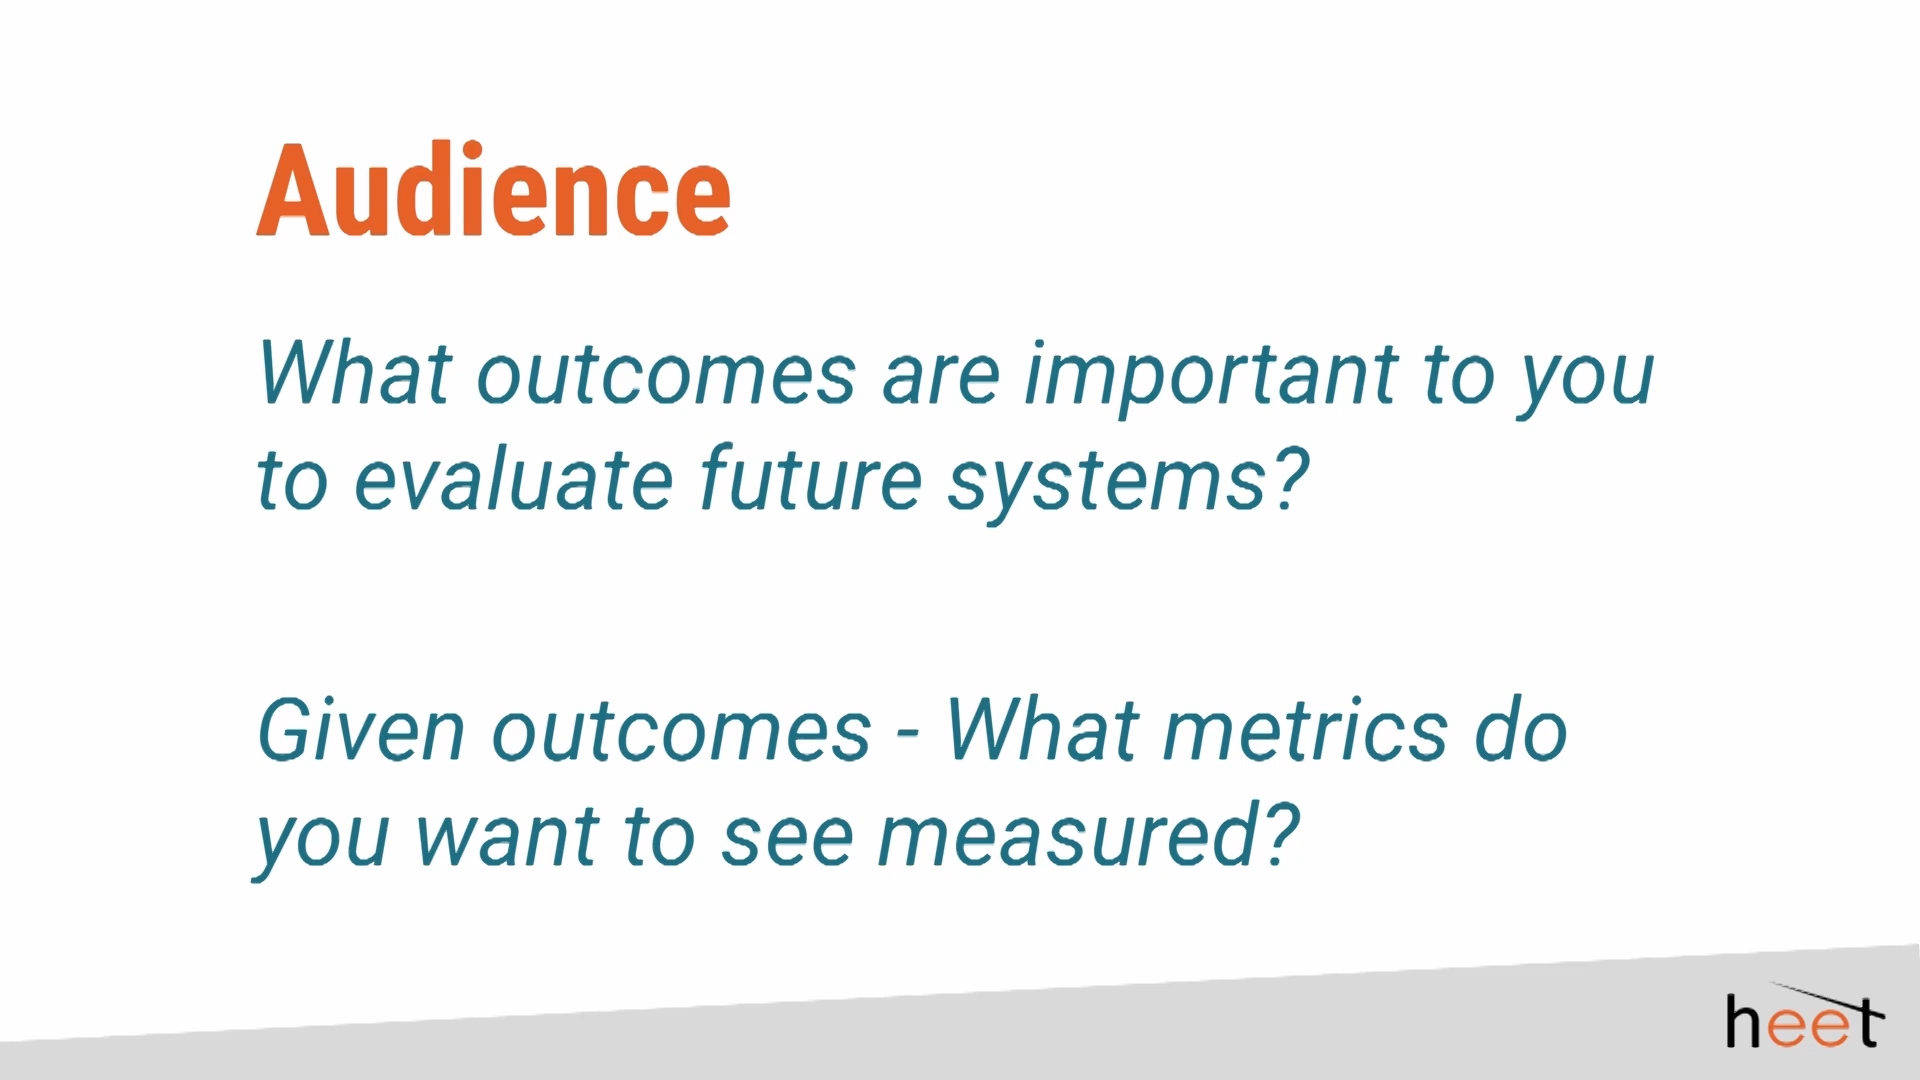 Audience
What outcomes are important to you
to evaluate future systems?
Given outcomes - What metrics do
you want to see measured?
heet